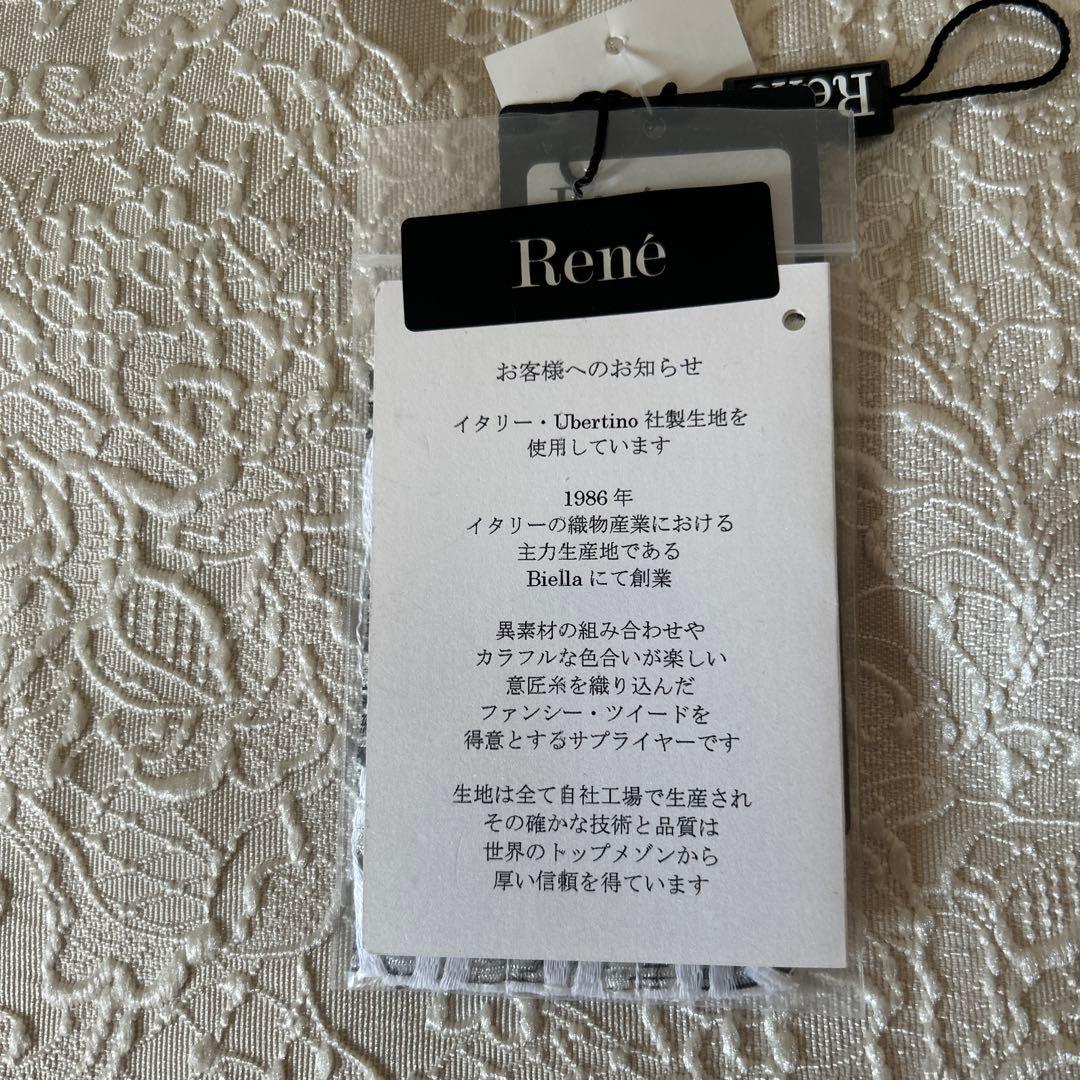 René
René
お客様へのお知らせ
イタリー・Ubertino 社製生地を
使用しています
1986 年
イタリーの織物産業における
主力生産地である
Biella にて創業
異素材の組み合わせや
カラフルな色合いが楽しい
意匠糸を織り込んだ
ファンシー・ツイードを
得意とするサプライヤーです
生地は全て自社工場で生産され
その確かな技術と品質は
世界のトップメゾンから
厚い信頼を得ています